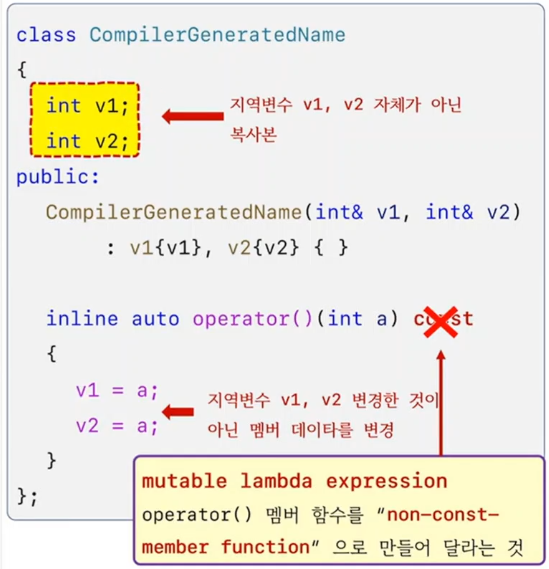 class CompilerGeneratedName
{
int v1;
int v2;
지역변수 v1, v2 자체가 아닌
복사본
public:
CompilerGeneratedName(int& v1, int& v2)
: v1{v1}, v2{v2} { }
inline auto operator()(int a) const
{
v1 = a;
v2 = a;
지역변수 v1, v2 변경한 것이
아닌 멤버 데이타를 변경
}
};
mutable lambda expression
operator() 멤버 함수를 “non-const-
member function“ 으로 만들어 달라는 것